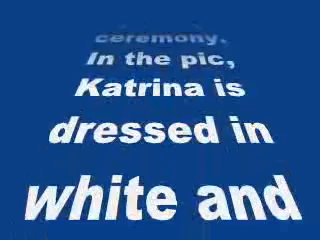 ceremony.
In the pic,
Katrina is
dressed in
white and